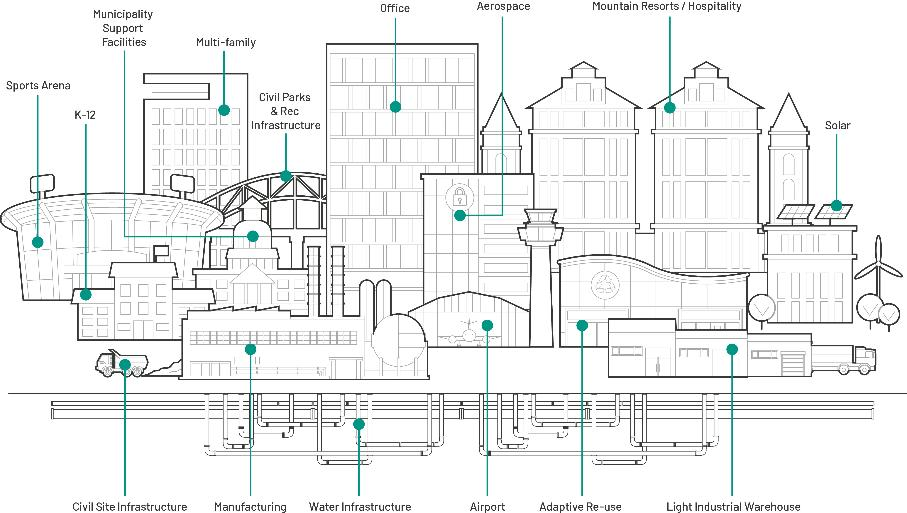 Municipality
Support
Facilities
Office
Aerospace
Mountain Resorts / Hospitality
Multi-family
Sports Arena
K-12
Civil Parks
& Rec
Infrastructure
Solar
Civil Site Infrastructure
Manufacturing
Water Infrastructure
Airport
Adaptive Re-use
Light Industrial Warehouse